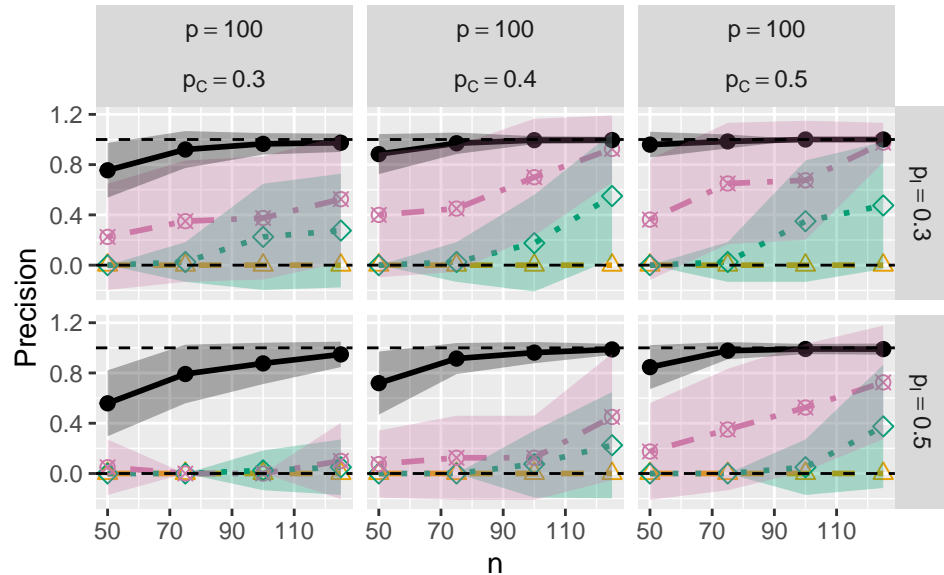 p = 100
p = 100
p = 100
p_C = 0.3
p_C = 0.4
p_C = 0.5
1.2
0.8
0.4
0.0
p_I = 0.3
Precision
1.2
0.8
0.4
0.0
p_I = 0.5
50 70 90 110
50 70 90 110
50 70 90 110
n